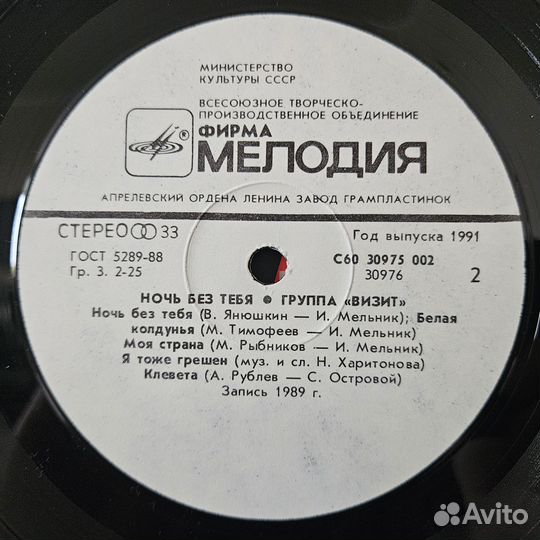 МИНИСТЕРСТВО
КУЛЬТУРЫ СССР
ВСЕСОЮЗНОЕ ТВОРЧЕСКО-
ПРОИЗВОДСТВЕННОЕ ОБЪЕДИНЕНИЕ
ФИРМА
® МЕЛОДИЯ
АПРЕЛЕВСКИЙ ОРДЕНА ЛЕНИНА ЗАВОД ГРАМПЛАСТИНОК
СТЕРЕО 33
Год выпуска 1991
ГОСТ 5289-88
С60 30975 002
Гр. 3. 2-25
30976
2
НОЧЬ БЕЗ ТЕБЯ ● ГРУППА «ВИЗИТ»
Ночь без тебя (В. Янюшкин — И. Мельник); Белая
колдунья (М. Тимофеев — И. Мельник)
Моя страна (М. Рыбников — И. Мельник)
Я тоже грешен (муз. и сл. Н. Харитонова)
Клевета (А. Рублев — С. Островой)
Запись 1989 г.
Avito